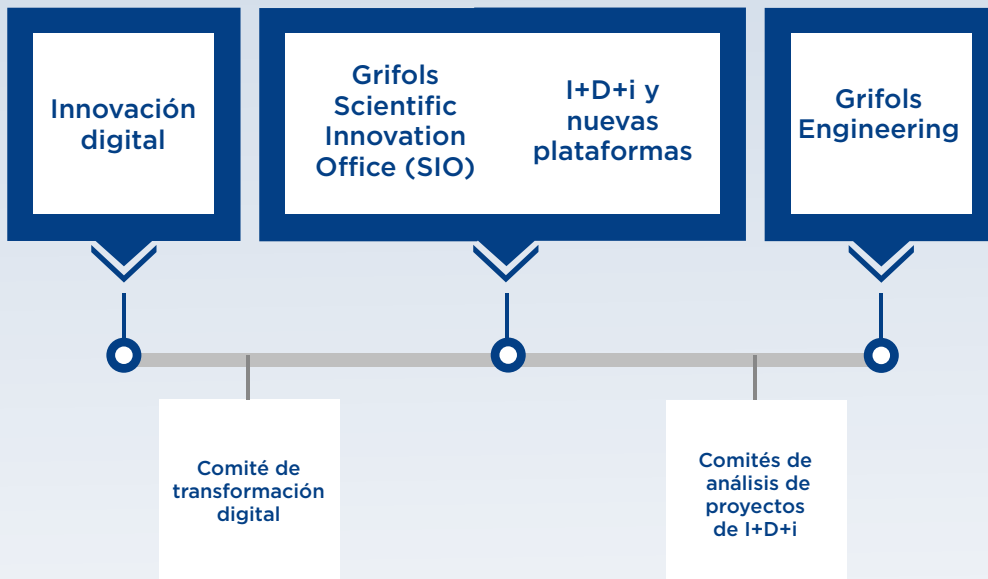 Innovación
digital
Grifols
Scientific
Innovation
Office (SIO)
I+D+i y
nuevas
plataformas
Grifols
Engineering
Comité de
transformación
digital
Comités de
análisis de
proyectos
de I+D+i